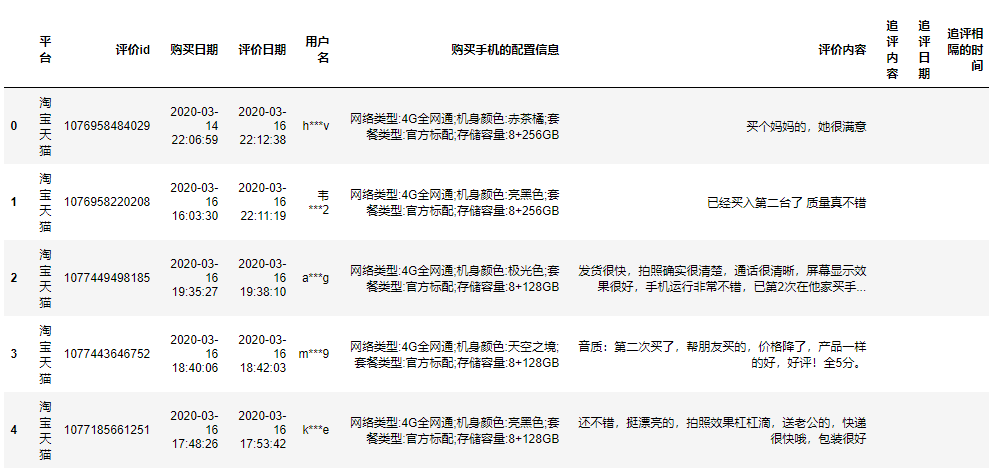 平台 评价id 购买日期 评价日期 用户名 购买手机的配置信息 评价内容 追评内容 追评日期 追评相隔的时间
0 淘宝天猫 1076958484029 2020-03-14 22:06:59 2020-03-16 22:12:38 h***v 网络类型:4G全网通;机身颜色:赤茶橘;套餐类型:官方标配;存储容量:8+256GB 买个妈妈的，她很满意
1 淘宝天猫 1076958220208 2020-03-16 16:03:30 2020-03-16 22:11:19 韦***2 网络类型:4G全网通;机身颜色:亮黑色;套餐类型:官方标配;存储容量:8+256GB 已经买入第二台了 质量真不错
2 淘宝天猫 1077449498185 2020-03-16 19:35:27 2020-03-16 19:38:10 a***g 网络类型:4G全网通;机身颜色:极光色;套餐类型:官方标配;存储容量:8+128GB 发货很快，拍照确实很清楚，通话很清晰，屏幕显示效果很好，手机运行非常不错，已第2次在他家买手...
3 淘宝天猫 1077443646752 2020-03-16 18:40:06 2020-03-16 18:42:03 m***9 网络类型:4G全网通;机身颜色:天空之境;套餐类型:官方标配;存储容量:8+128GB 音质：第二次买了，帮朋友买的，价格降了，产品一样的好，好评！全5分。
4 淘宝天猫 1077185661251 2020-03-16 17:48:26 2020-03-16 17:53:42 k***e 网络类型:4G全网通;机身颜色:亮黑色;套餐类型:官方标配;存储容量:8+128GB 还不错，挺漂亮的，拍照效果杠杠滴，送老公的，快递很快哦，包装很好